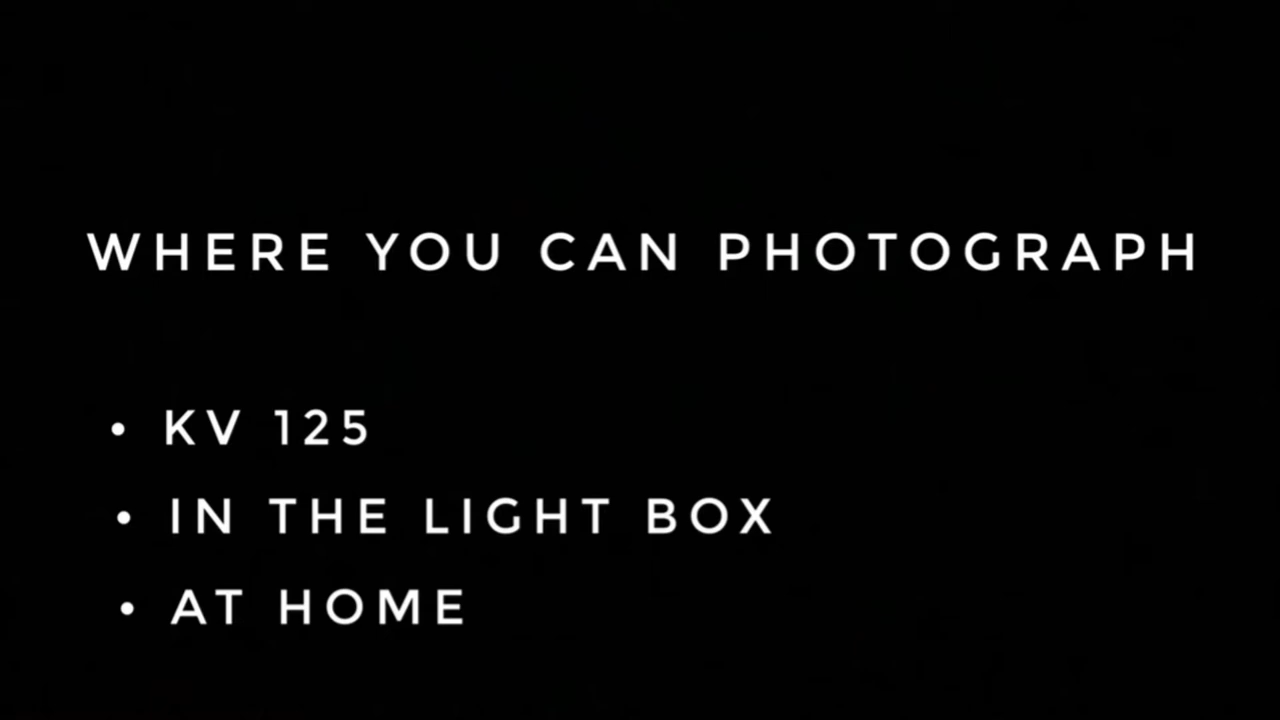 WHERE YOU CAN PHOTOGRAPH
• KV 125
• IN THE LIGHT BOX
• AT HOME